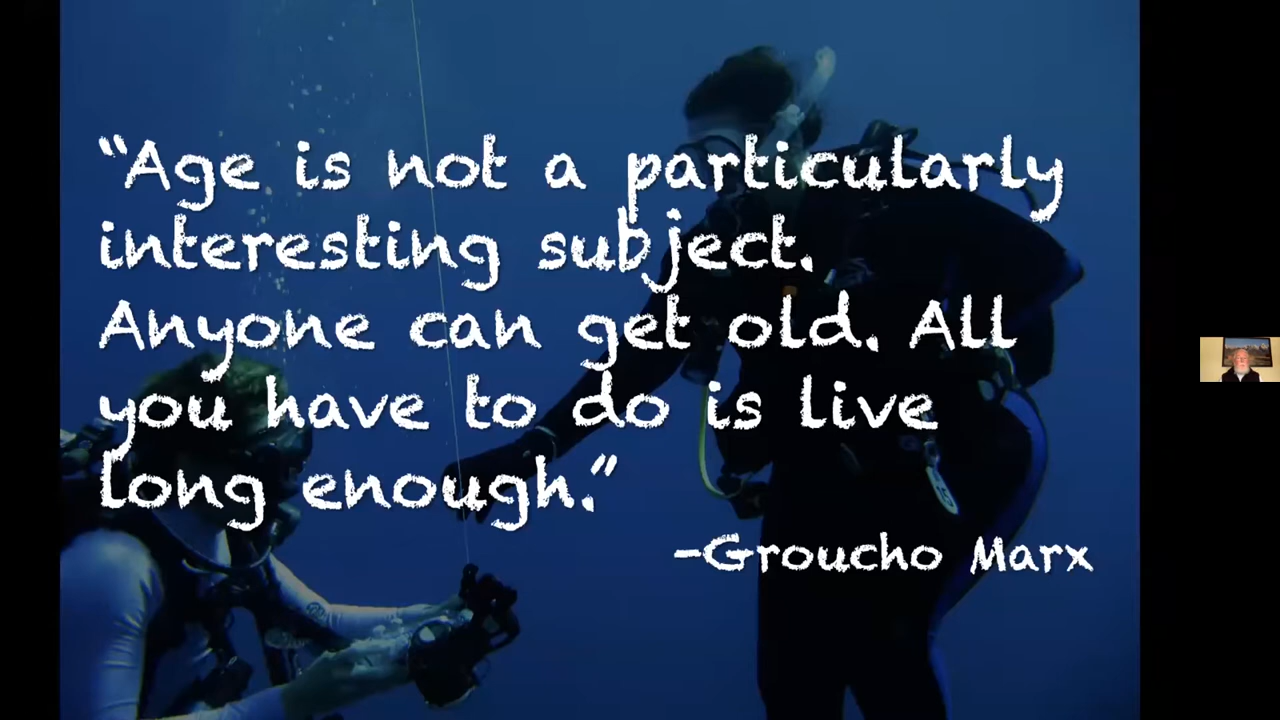 “Age is not a particularly
interesting subject.
Anyone can get old. All
you have to do is live
long enough.”
-Groucho Marx